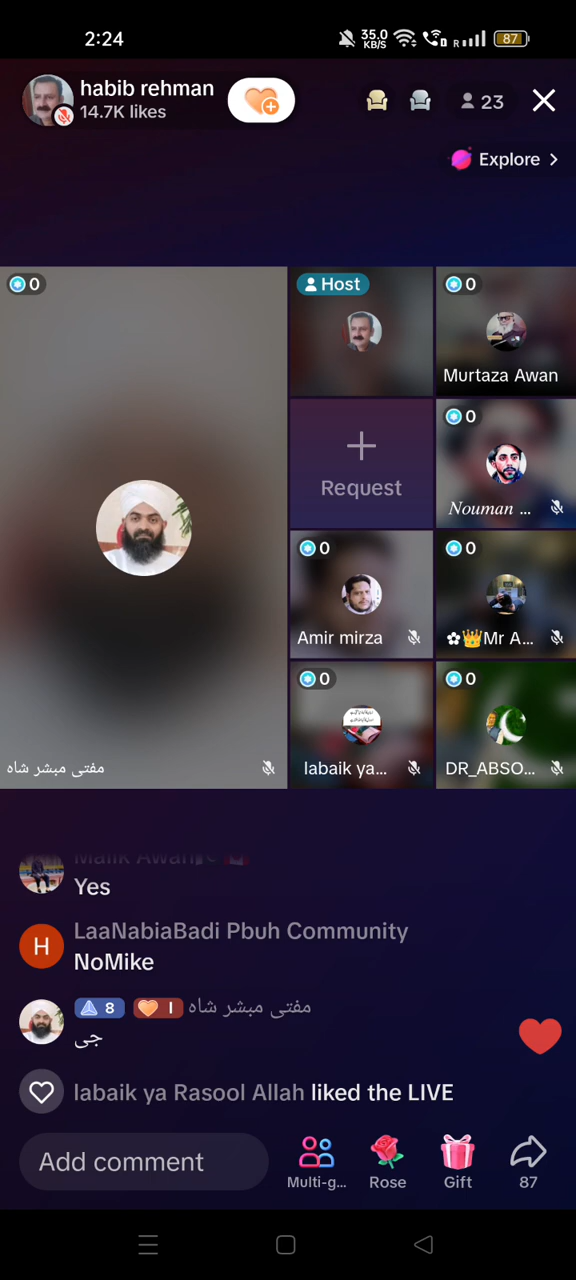 2:24
35.0
KB/S
R
87
habib rehman
14.7K likes
23
Explore
0
Host
0
Murtaza Awan
0
Request
Nouman ...
0
0
Amir mirza
Mr A...
0
0
مفتی مبشر شاہ
labaik ya...
DR_ABSO...
Malik Awan
Yes
H
LaaNabiaBadi Pbuh Community
NoMike
8
I
مفتی مبشر شاہ
جی
labaik ya Rasool Allah liked the LIVE
Add comment
Multi-g...
Rose
Gift
87